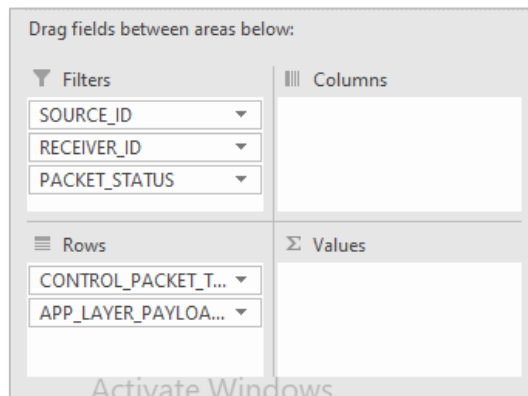 Drag fields between areas below:
Filters
SOURCE_ID
RECEIVER_ID
PACKET_STATUS
Columns
Rows
CONTROL_PACKET_T...
APP_LAYER_PAYLOA...
Σ Values
Activate Windows